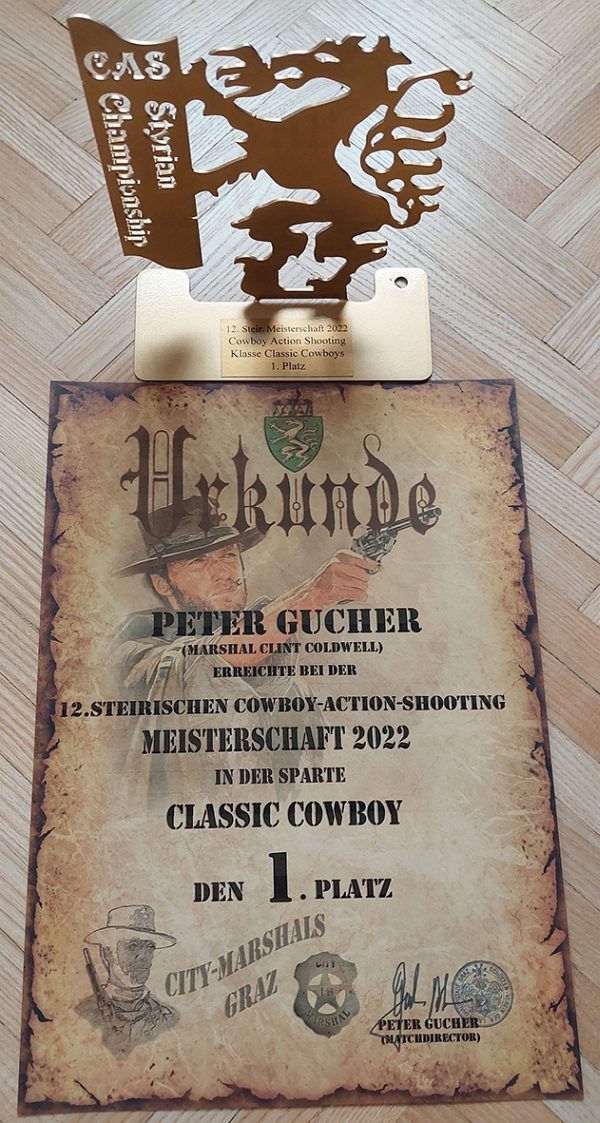 CAS Styrian
Championship
12. Steir. Meisterschaft 2022
Cowboy Action Shooting
Klasse Classic Cowboys
1. Platz
Urkunde
PETER GUCHER
(MARSHAL CLINT COLDWELL)
ERREICHTE BEI DER
12.STEIRISCHEN COWBOY-ACTION-SHOOTING
MEISTERSCHAFT 2022
IN DER SPARTE
CLASSIC COWBOY
DEN 1. PLATZ
CITY-MARSHALS
GRAZ
CITY
MARSHAL
PETER GUCHER
(MATCHDIRECTOR)